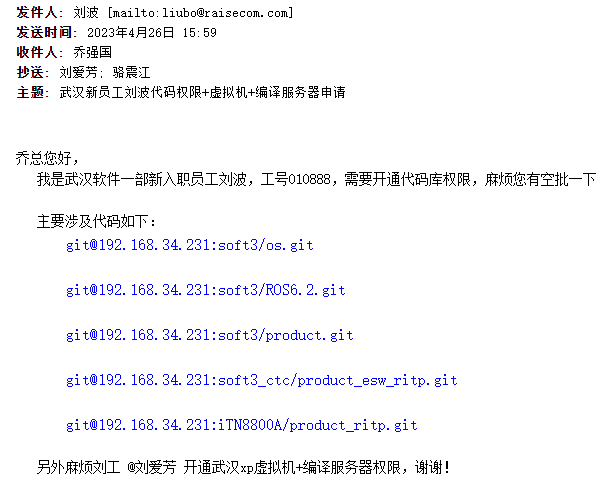 发件人: 刘波 [mailto:liubo@raisecom.com]
发送时间: 2023年4月26日 15:59
收件人: 乔强国
抄送: 刘爱芳; 骆震江
主题: 武汉新员工刘波代码权限+虚拟机+编译服务器申请
乔总您好,
我是武汉软件一部新入职员工刘波，工号010888，需要开通代码库权限，麻烦您有空批一下
主要涉及代码如下：
git@192.168.34.231:soft3/os.git
git@192.168.34.231:soft3/ROS6.2.git
git@192.168.34.231:soft3/product.git
git@192.168.34.231:soft3_ctc/product_esw_ritp.git
git@192.168.34.231:iTN8800A/product_ritp.git
另外麻烦刘工 @刘爱芳 开通武汉xp虚拟机+编译服务器权限，谢谢!